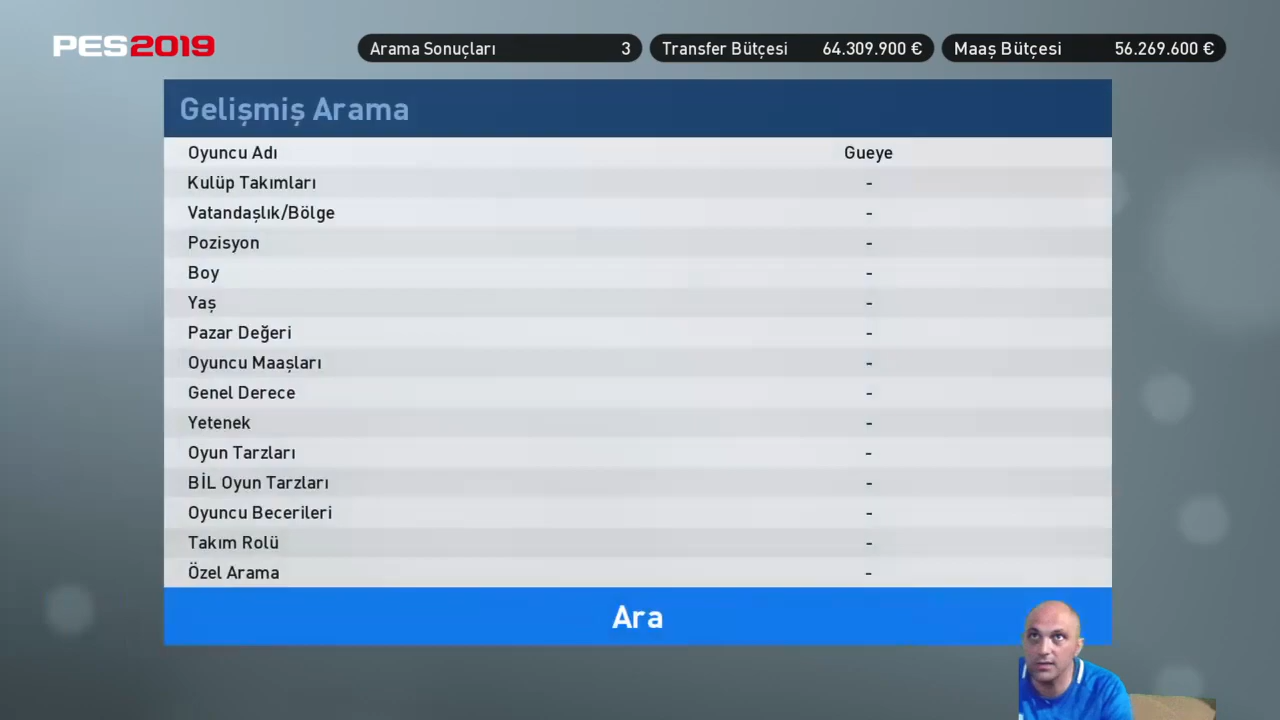 PES2019
Arama Sonuçları 3
Transfer Bütçesi 64.309.900 €
Maaş Bütçesi 56.269.600 €
Gelişmiş Arama
Oyuncu Adı Gueye
Kulüp Takımları -
Vatandaşlık/Bölge -
Pozisyon -
Boy -
Yaş -
Pazar Değeri -
Oyuncu Maaşları -
Genel Derece -
Yetenek -
Oyun Tarzları -
BİL Oyun Tarzları -
Oyuncu Becerileri -
Takım Rolü -
Özel Arama -
Ara